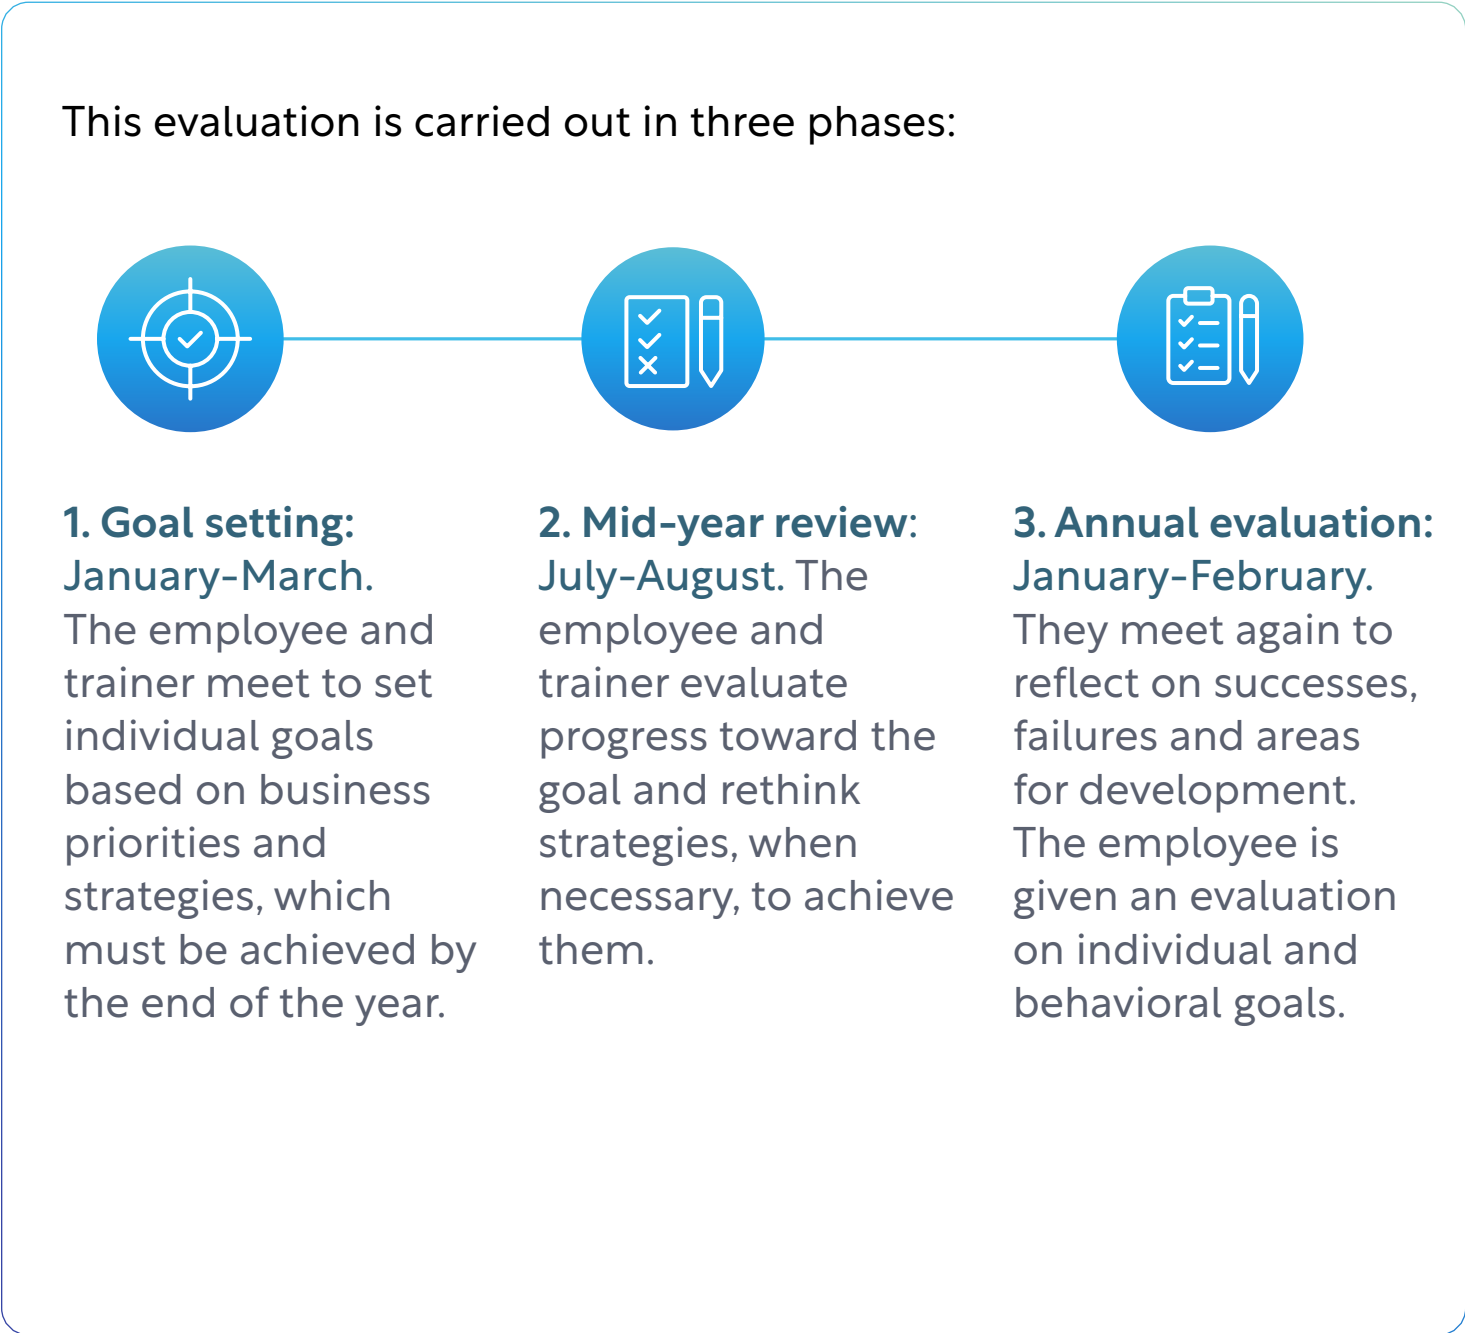 This evaluation is carried out in three phases:
1. Goal setting:
January-March.
The employee and
trainer meet to set
individual goals
based on business
priorities and
strategies, which
must be achieved by
the end of the year.
2. Mid-year review:
July-August. The
employee and
trainer evaluate
progress toward the
goal and rethink
strategies, when
necessary, to achieve
them.
3. Annual evaluation:
January-February.
They meet again to
reflect on successes,
failures and areas
for development.
The employee is
given an evaluation
on individual and
behavioral goals.